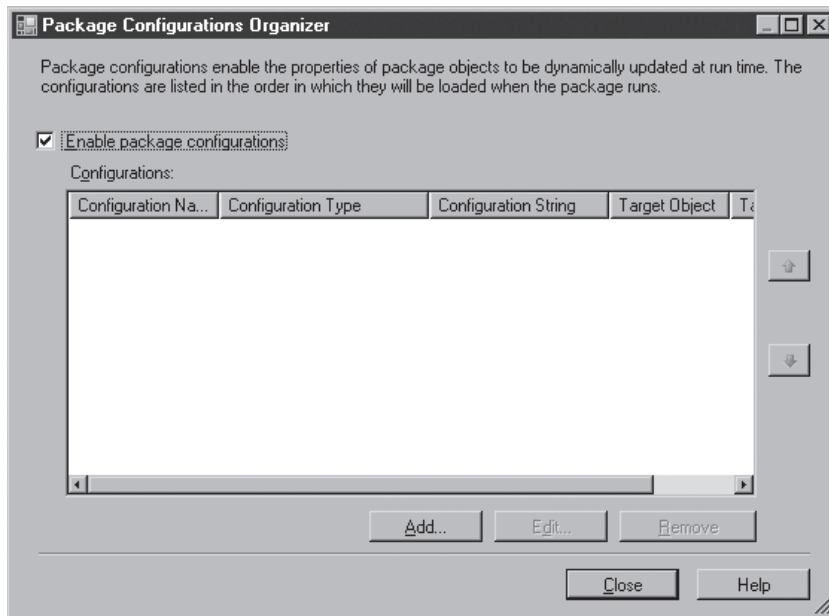 Package Configurations Organizer
Package configurations enable the properties of package objects to be dynamically updated at run time. The
configurations are listed in the order in which they will be loaded when the package runs.
Enable package configurations
Configurations:
Configuration Na... Configuration Type Configuration String Target Object Ta
Add... Edit... Remove
Close Help